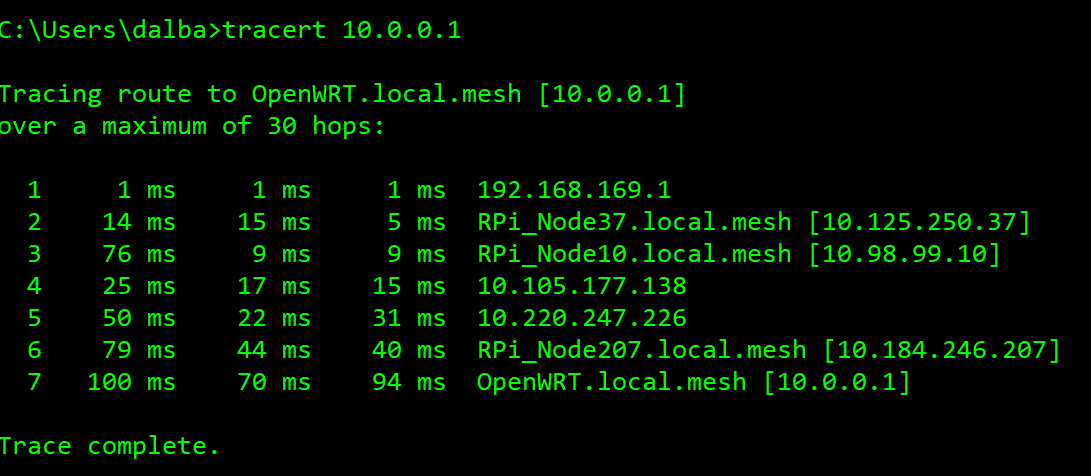 C:\Users\dalba>tracert 10.0.0.1
Tracing route to OpenWRT.local.mesh [10.0.0.1]
over a maximum of 30 hops:
1 1 ms 1 ms 1 ms 192.168.169.1
2 14 ms 15 ms 5 ms RPi_Node37.local.mesh [10.125.250.37]
3 76 ms 9 ms 9 ms RPi_Node10.local.mesh [10.98.99.10]
4 25 ms 17 ms 15 ms 10.105.177.138
5 50 ms 22 ms 31 ms 10.220.247.226
6 79 ms 44 ms 40 ms RPi_Node207.local.mesh [10.184.246.207]
7 100 ms 70 ms 94 ms OpenWRT.local.mesh [10.0.0.1]
Trace complete.